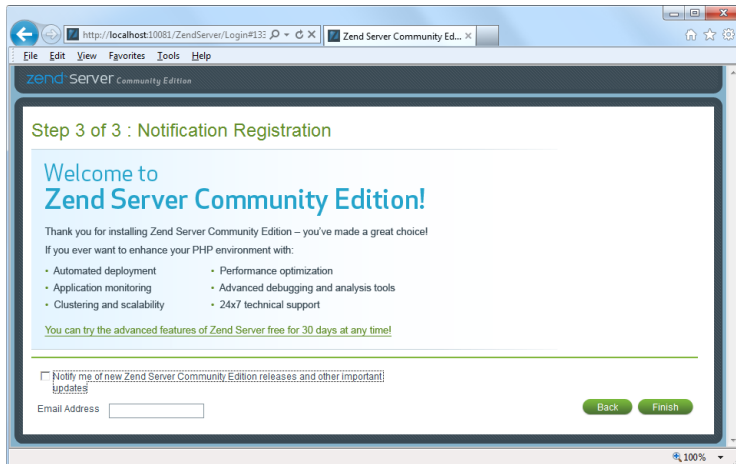 http://localhost:10081/ZendServer/Login#133
Zend Server Community Ed...
File Edit View Favorites Tools Help
zend server Community Edition
Step 3 of 3 : Notification Registration
Welcome to
Zend Server Community Edition!
Thank you for installing Zend Server Community Edition – you've made a great choice!
If you ever want to enhance your PHP environment with:
• Automated deployment • Performance optimization
• Application monitoring • Advanced debugging and analysis tools
• Clustering and scalability • 24x7 technical support
You can try the advanced features of Zend Server free for 30 days at any time!
Notify me of new Zend Server Community Edition releases and other important
updates
Email Address
Back Finish
100%